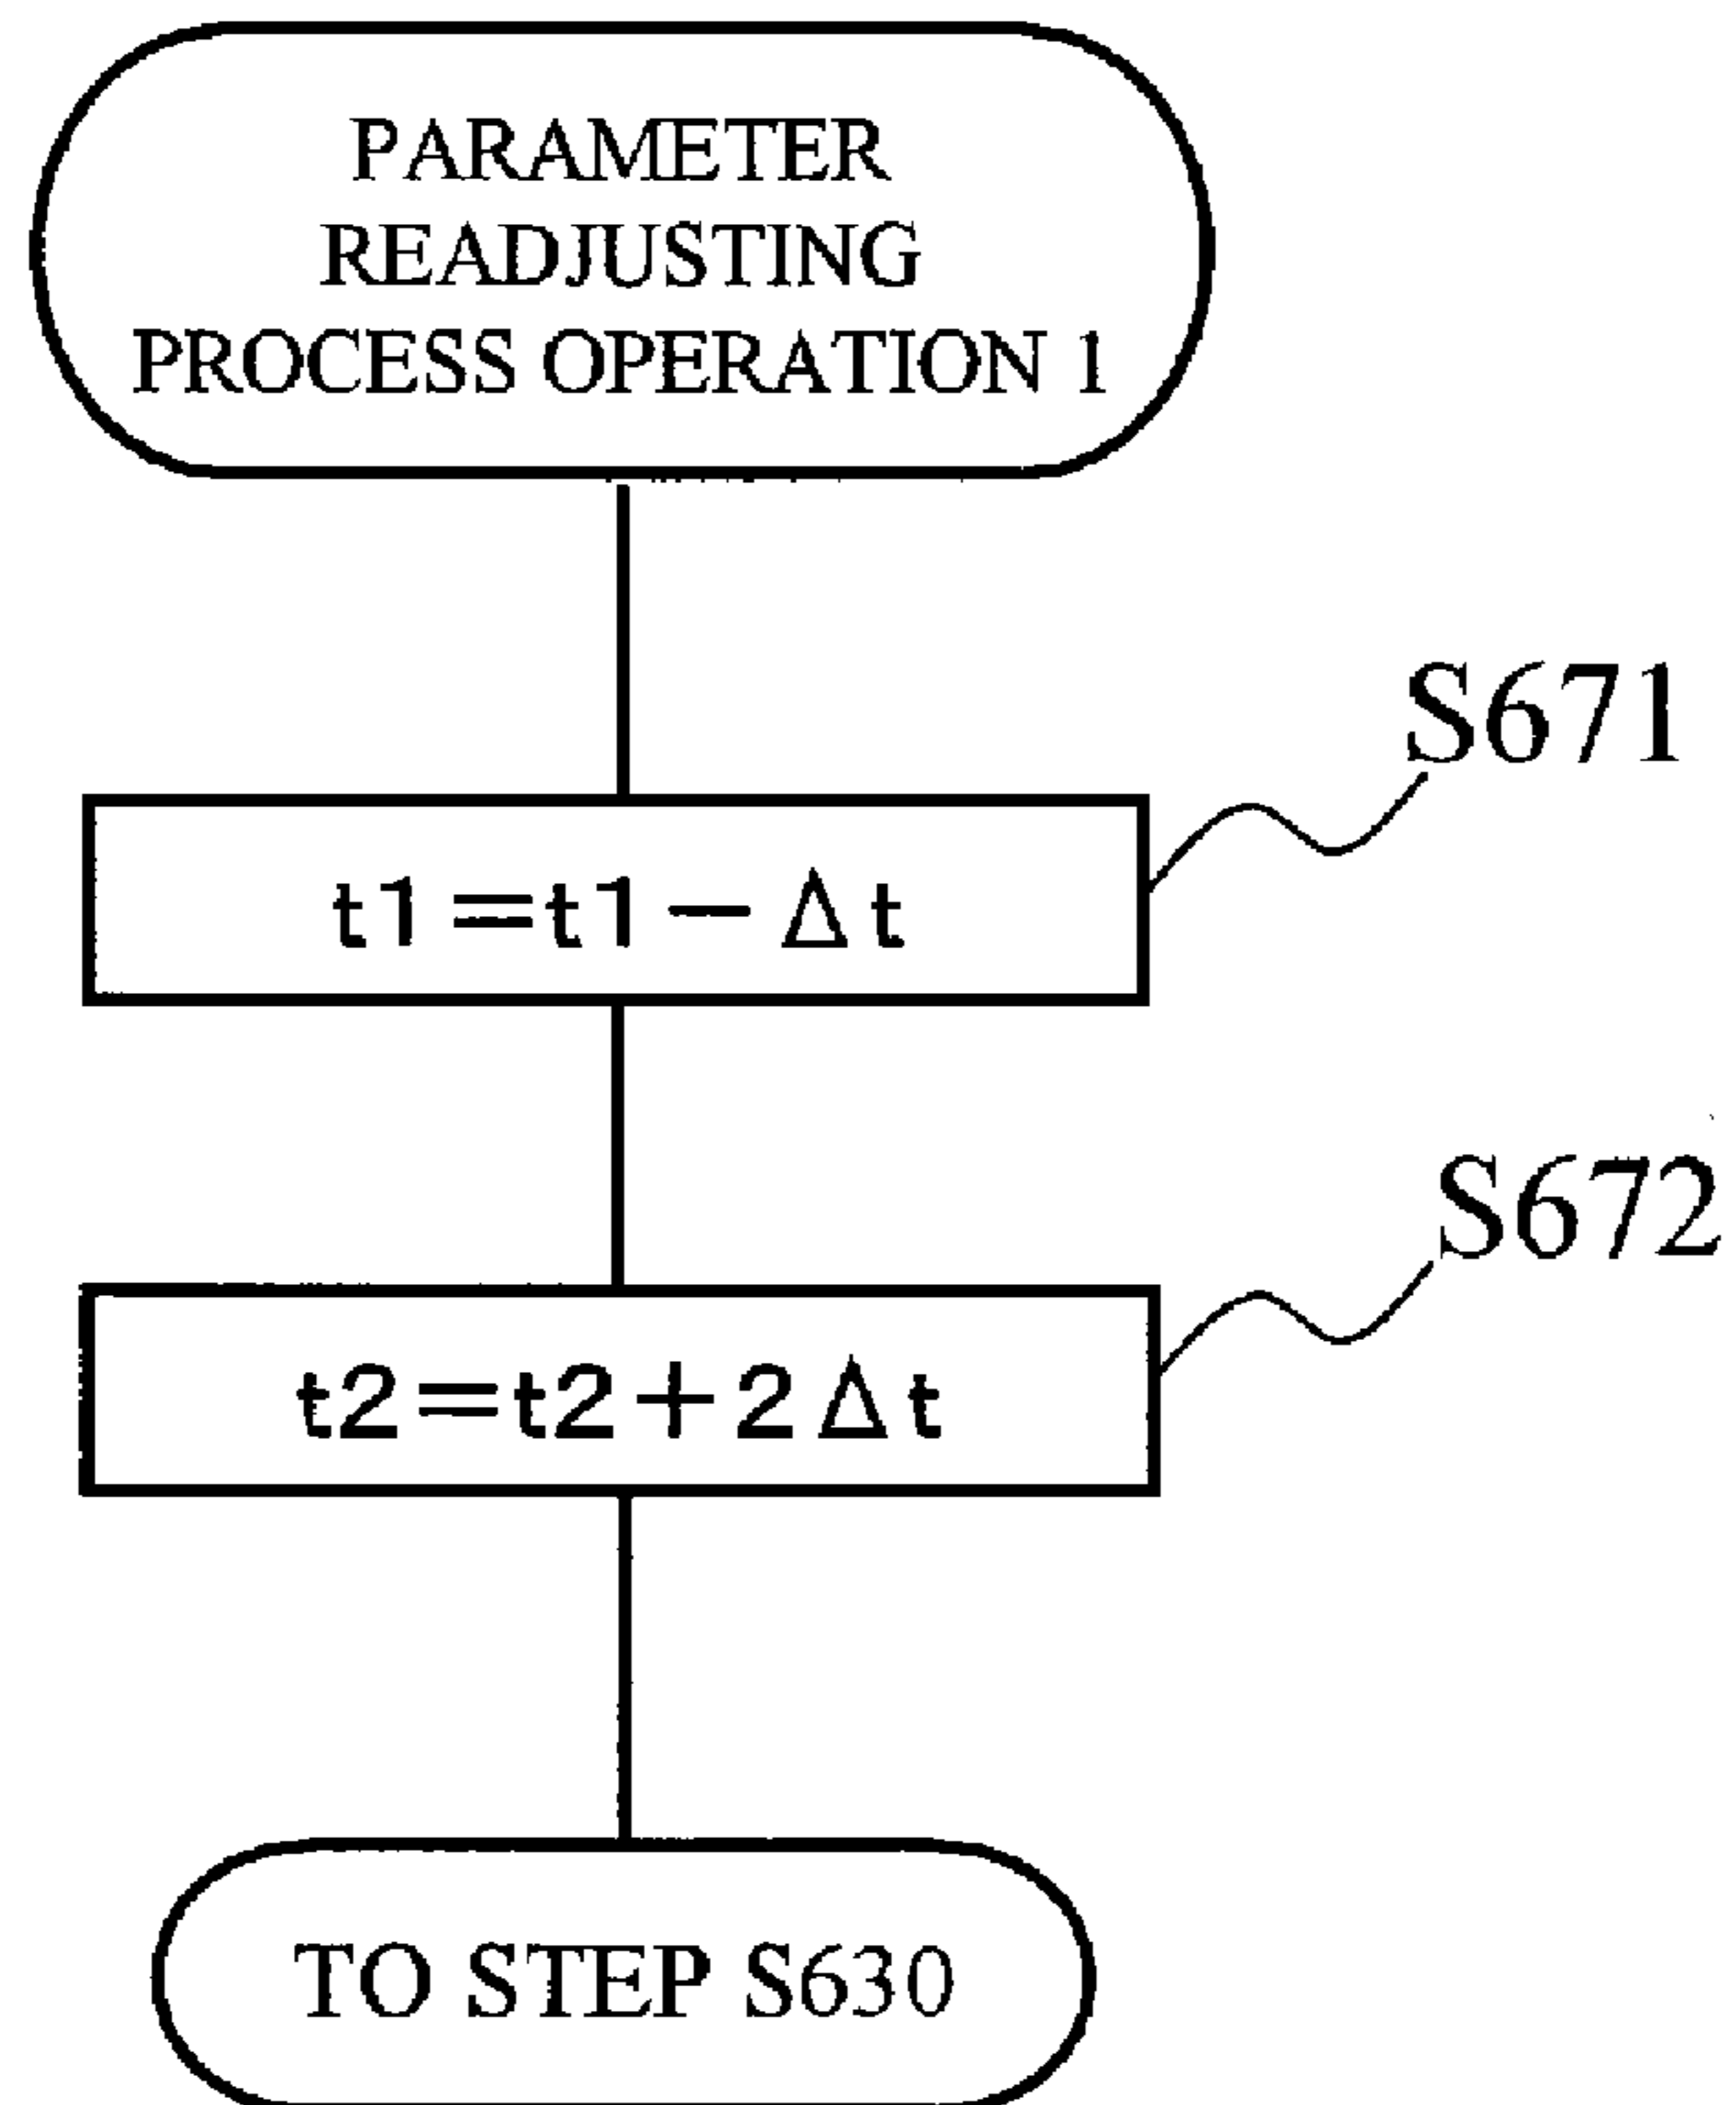 PARAMETER
READJUSTING
PROCESS OPERATION 1
S671
t1=t1-Δt
S672
t2=t2+2Δt
TO STEP S630